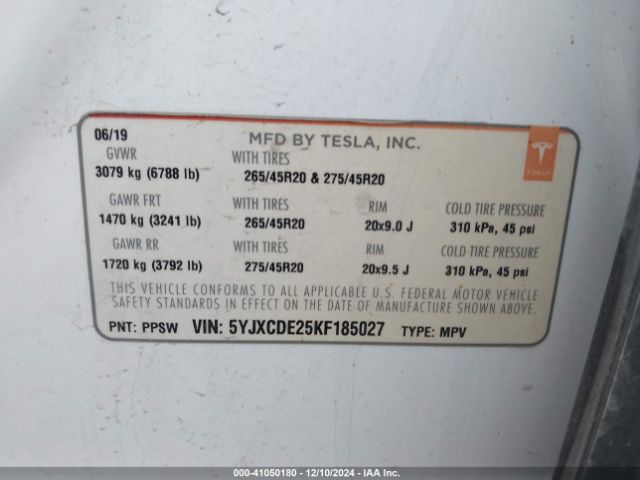 06/19 MFD BY TESLA, INC.
TESLA
GVWR WITH TIRES
3079 kg (6788 lb) 265/45R20 & 275/45R20
GAWR FRT WITH TIRES RIM COLD TIRE PRESSURE
1470 kg (3241 lb) 265/45R20 20x9.0 J 310 kPa, 45 psi
GAWR RR WITH TIRES RIM COLD TIRE PRESSURE
1720 kg (3792 lb) 275/45R20 20x9.5 J 310 kPa, 45 psi
THIS VEHICLE CONFORMS TO ALL APPLICABLE U.S. FEDERAL MOTOR VEHICLE
SAFETY STANDARDS IN EFFECT ON THE DATE OF MANUFACTURE SHOWN ABOVE.
PNT: PPSW VIN: 5YJXCDE25KF185027 TYPE: MPV
000-41050180 - 12/10/2024 - IAA Inc.